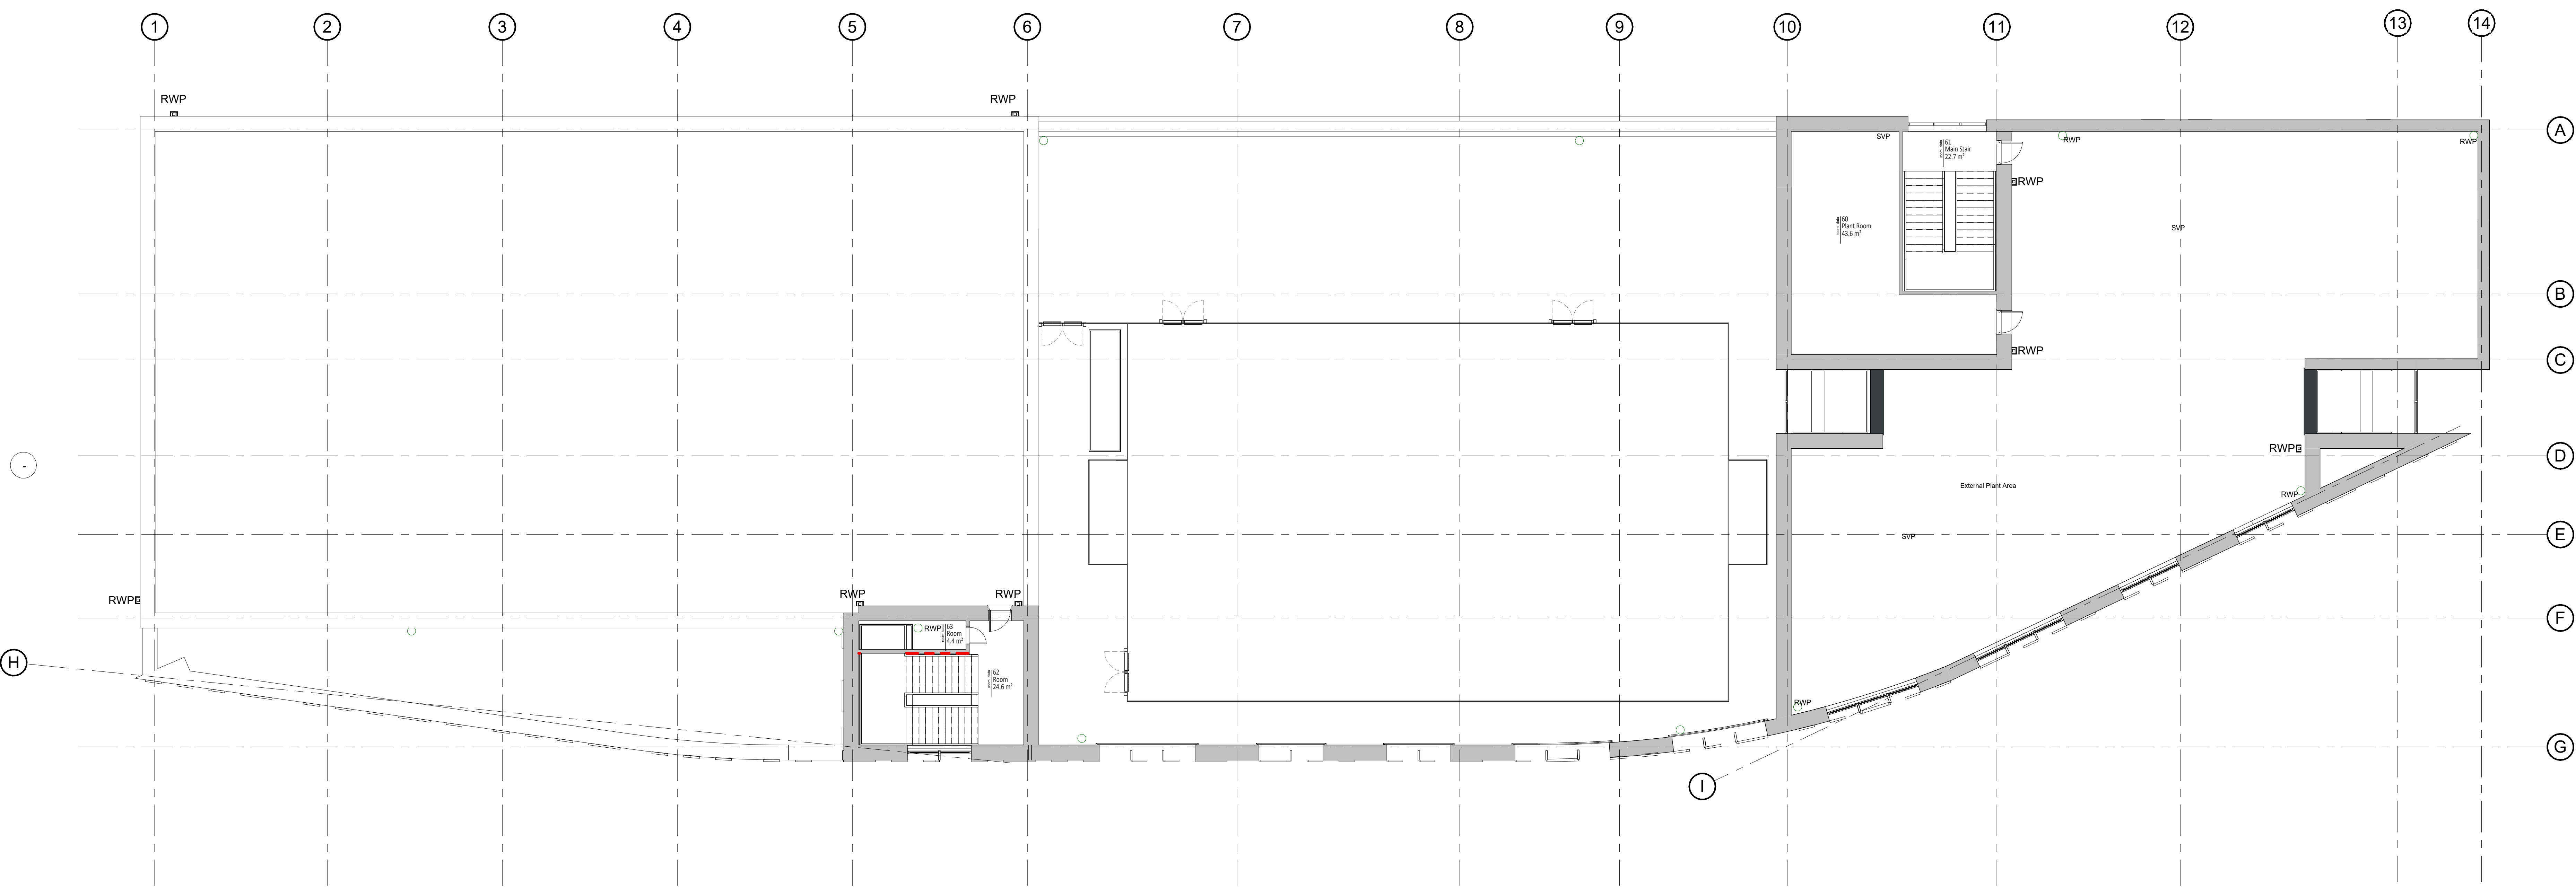 1 2 3 4 5 6 7 8 9 10 11 12 13 14
RWP
RWP
A
SVP
61
Main Stair
22.7 m²
RWP
RWP
RWP
60
Plant Room
43.6 m²
SVP
B
RWP
C
RWP
D
-
External Plant Area
RWP
SVP
E
RWP
RWP
RWP
F
RWP
63
Room
4.4 m²
H
62
Room
24.6 m²
RWP
G
I